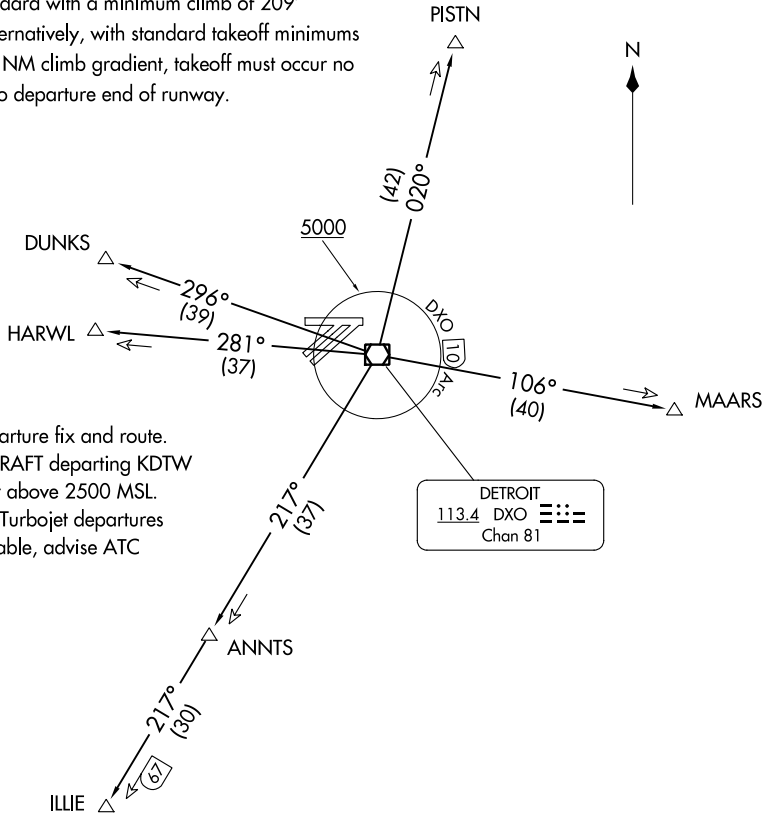 dard with a minimum climb of 209'
ernatively, with standard takeoff minimums
NM climb gradient, takeoff must occur no
o departure end of runway.
PISTN
N
(42)
020°
5000
DUNKS
296°
(39)
HARWL
281°
(37)
DXO
10
Arc
106°
(40)
MAARS
arture fix and route.
RAFT departing KDTW
above 2500 MSL.
Turbojet departures
able, advise ATC
DETROIT
113.4 DXO
Chan 81
217°
(37)
ANNTS
217°
(30)
67
ILLIE